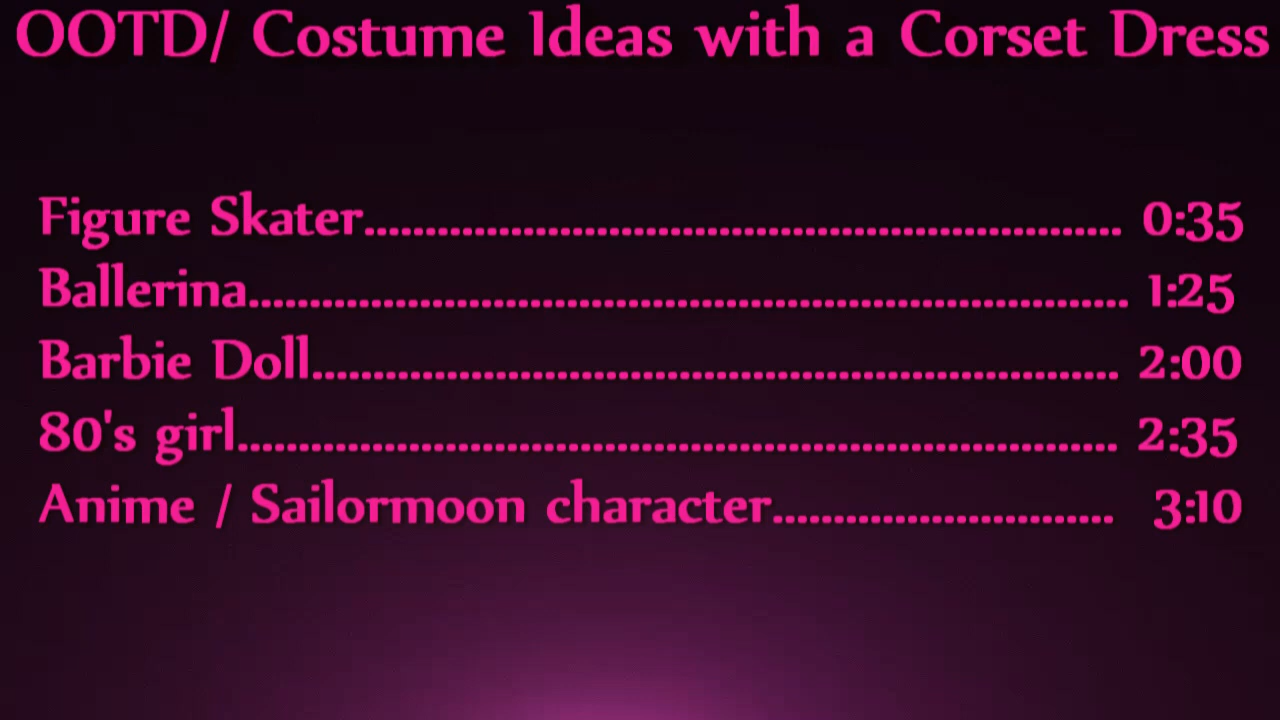 OOTD/ Costume Ideas with a Corset Dress
Figure Skater.............................................................. 0:35
Ballerina........................................................................ 1:25
Barbie Doll.................................................................. 2:00
80's girl........................................................................ 2:35
Anime / Sailormoon character............................ 3:10